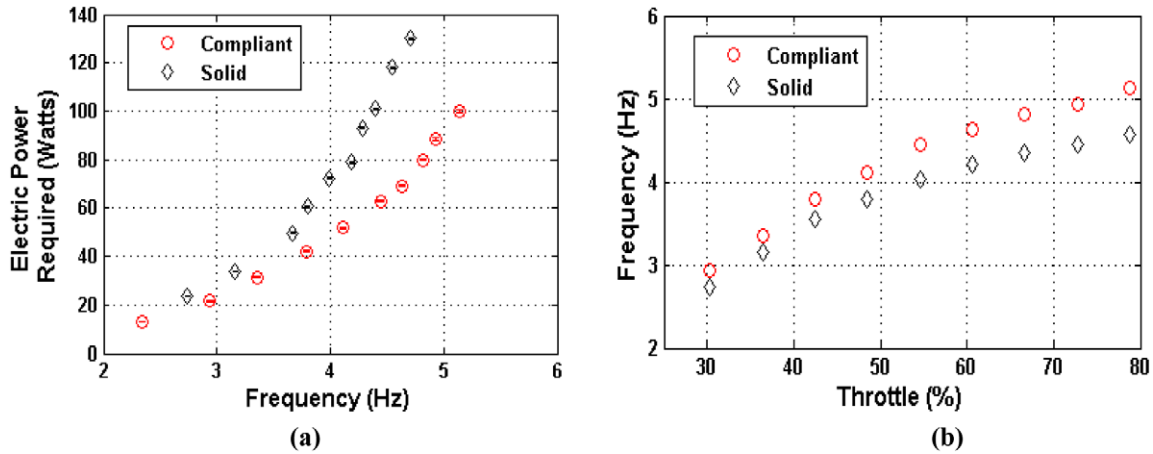 140
120
100
80
60
40
20
0
Electric Power
Required (Watts)
Compliant
Solid
2 3 4 5 6
Frequency (Hz)
(a)
6
5
4
3
2
Frequency (Hz)
Compliant
Solid
30 40 50 60 70 80
Throttle (%)
(b)